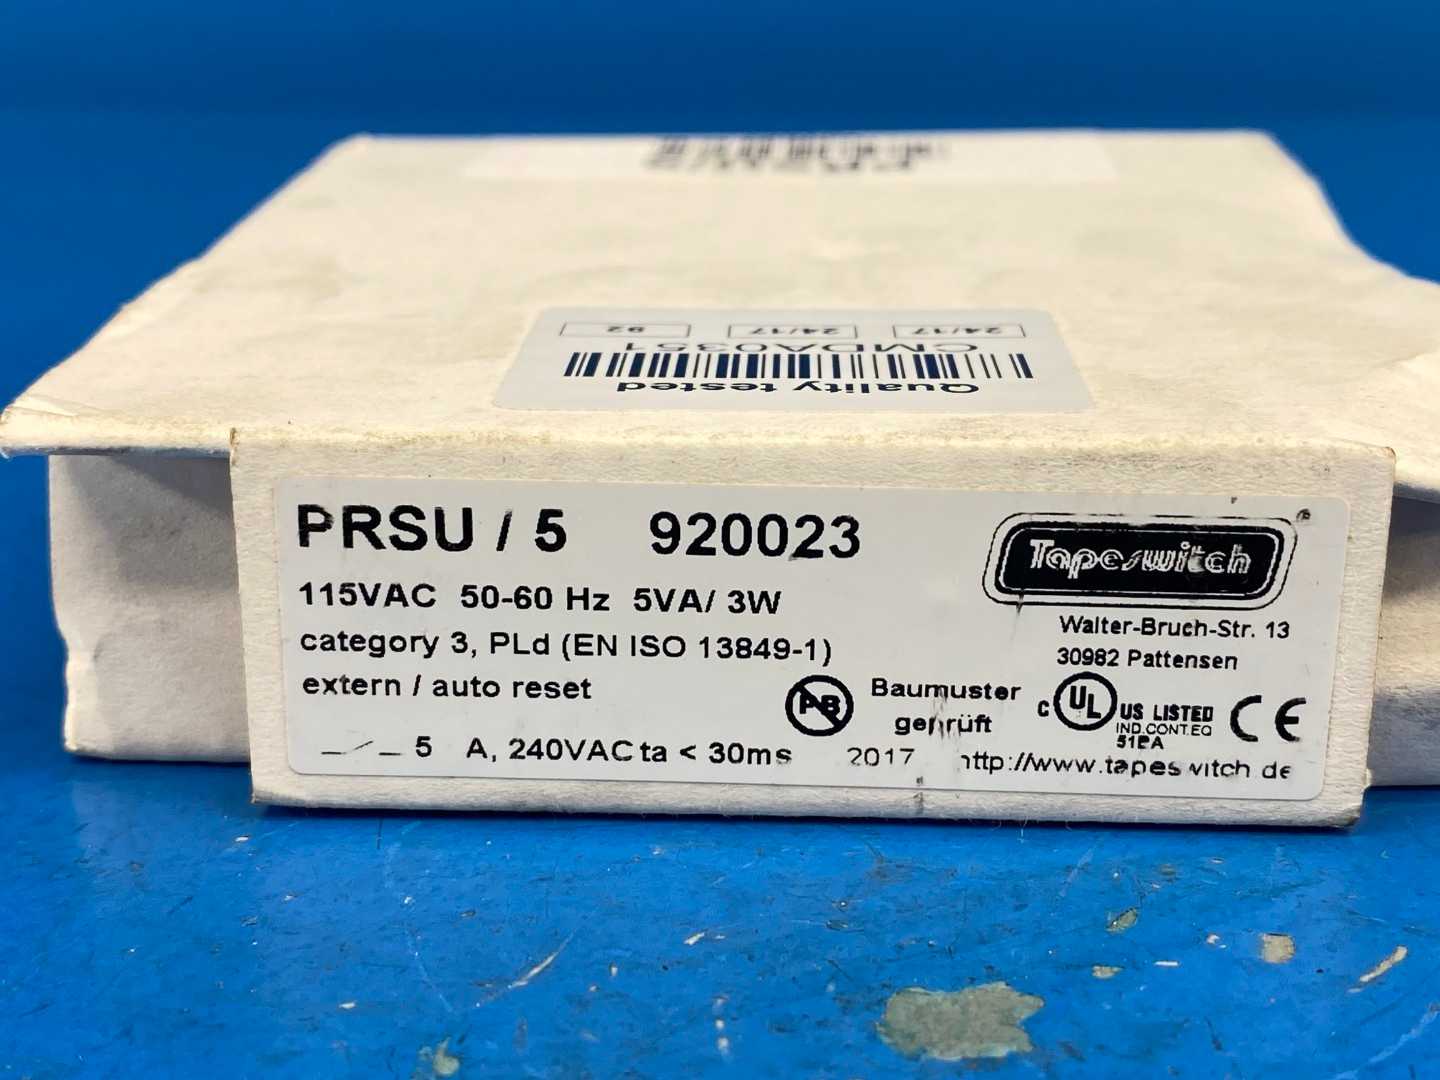 24/17 24/17 92
CMDA0351
Quality tested
PRSU / 5 920023
Tapeswitch
115VAC 50-60 Hz 5VA/ 3W
Walter-Bruch-Str. 13
category 3, PLd (EN ISO 13849-1)
30982 Pattensen
extern / auto reset
PB
Baumuster
geprüft
C UL US LISTED
IND.CONT.EQ
CE
5 A, 240VAC ta < 30ms
2017
http://www.tapeswitch.de